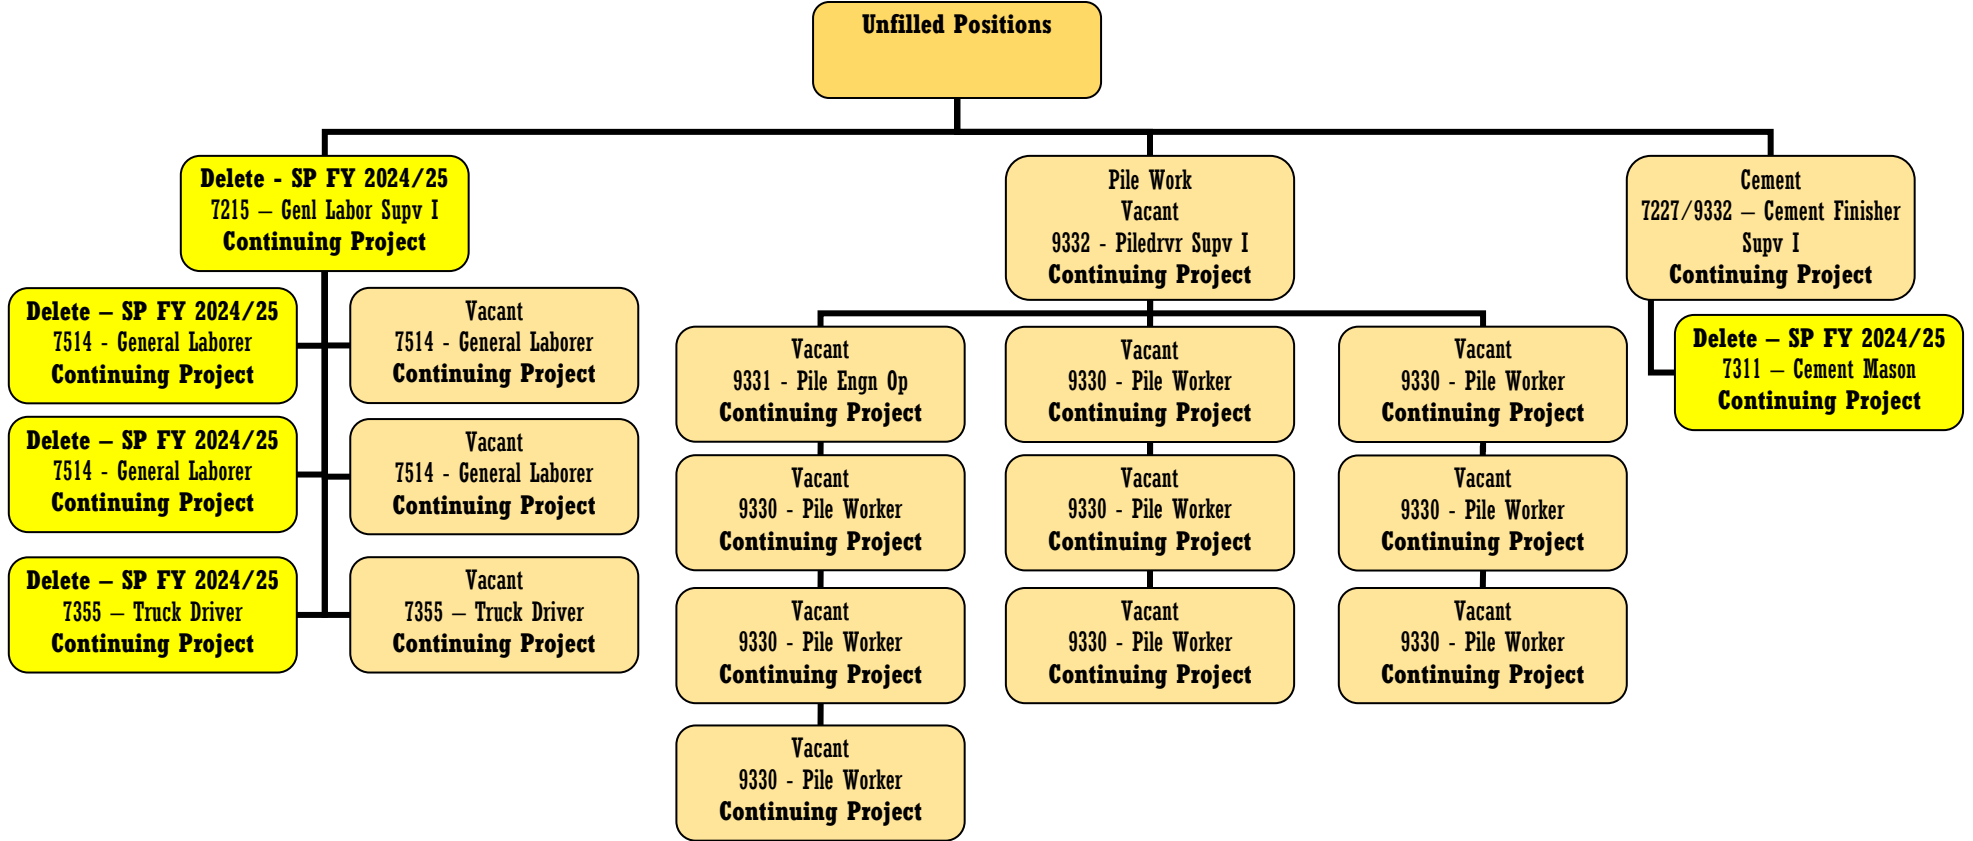 Unfilled Positions
Delete - SP FY 2024/25
7215 – Genl Labor Supv I
Continuing Project
Delete – SP FY 2024/25
7514 - General Laborer
Continuing Project
Vacant
7514 - General Laborer
Continuing Project
Delete – SP FY 2024/25
7514 - General Laborer
Continuing Project
Vacant
7514 - General Laborer
Continuing Project
Delete – SP FY 2024/25
7355 – Truck Driver
Continuing Project
Vacant
7355 – Truck Driver
Continuing Project
Pile Work
Vacant
9332 - Piledrvr Supv I
Continuing Project
Vacant
9331 - Pile Engn Op
Continuing Project
Vacant
9330 - Pile Worker
Continuing Project
Vacant
9330 - Pile Worker
Continuing Project
Vacant
9330 - Pile Worker
Continuing Project
Vacant
9330 - Pile Worker
Continuing Project
Vacant
9330 - Pile Worker
Continuing Project
Vacant
9330 - Pile Worker
Continuing Project
Vacant
9330 - Pile Worker
Continuing Project
Vacant
9330 - Pile Worker
Continuing Project
Vacant
9330 - Pile Worker
Continuing Project
Cement
7227/9332 – Cement Finisher
Supv I
Continuing Project
Delete – SP FY 2024/25
7311 – Cement Mason
Continuing Project